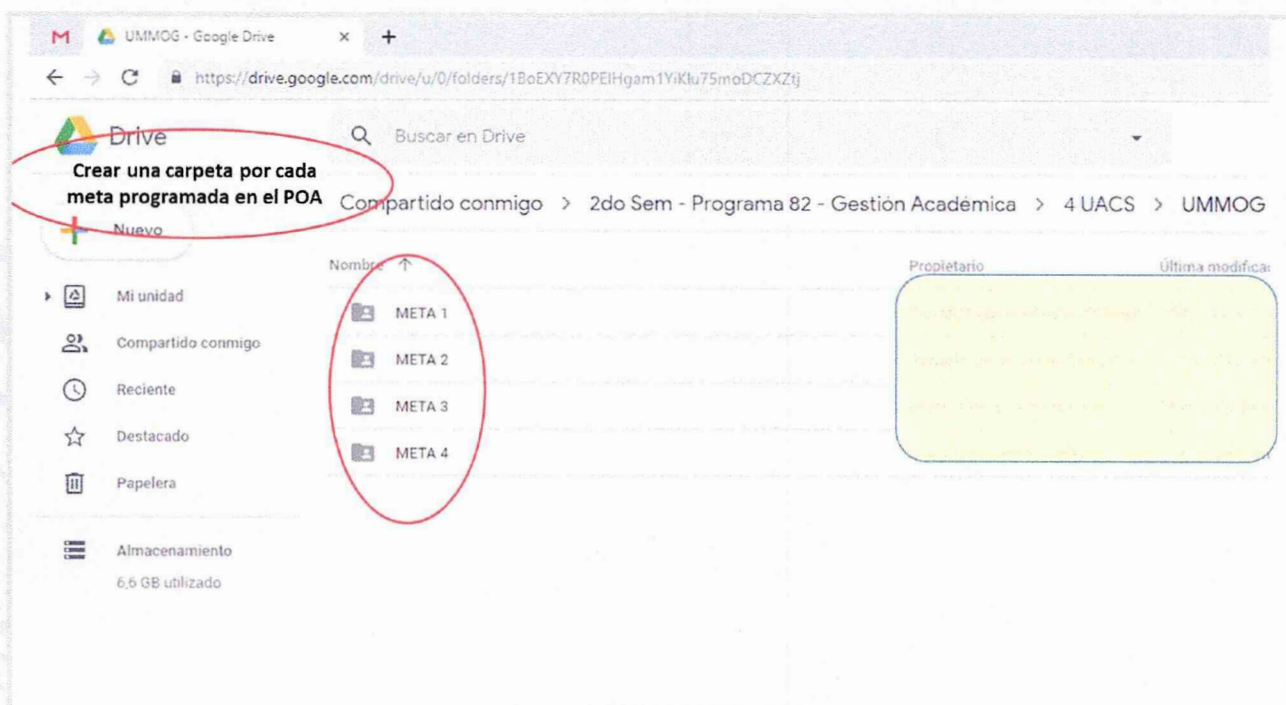 UMMOG - Google Drive × +
https://drive.google.com/drive/u/0/folders/
Drive
Buscar en Drive
Crear una carpeta por cada
meta programada en el POA
Compartido conmigo > 2do Sem - Programa 82 - Gestión Académica > 4 UACS > UMMOG
Nuevo
Nombre ↑ Propietario Última modifica
Mi unidad
META 1
Compartido conmigo
META 2
Reciente
META 3
Destacado
META 4
Papelera
Almacenamiento
6,6 GB utilizado